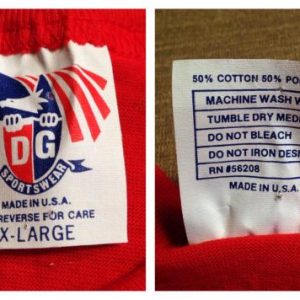 DG
SPORTSWEAR
MADE IN U.S.A.
REVERSE FOR CARE
X-LARGE
50% COTTON 50% PO
MACHINE WASH W
TUMBLE DRY MED
DO NOT BLEACH
DO NOT IRON DES
RN #56208
MADE IN U.S.A.